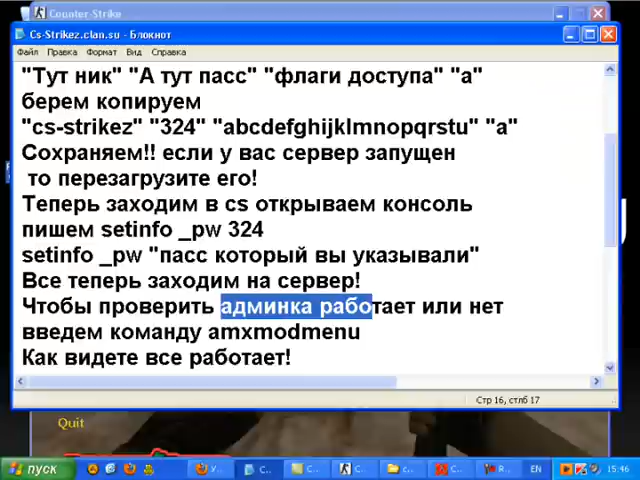 Counter-Strike
Cs-Strikez.clan.su - Блокнот
Файл Правка Формат Вид Справка
"Тут ник" "А тут пасс" "флаги доступа" "a"
берем копируем
"cs-strikez" "324" "abcdefghijklmnopqrstu" "a"
Сохраняем!! если у вас сервер запущен
то перезагрузите его!
Теперь заходим в cs открываем консоль
пишем setinfo _pw 324
setinfo _pw "пасс который вы указывали"
Все теперь заходим на сервер!
Чтобы проверить админка работает или нет
введем команду amxmodmenu
Как видете все работает!
Стр 16, стлб 17
Quit
пуск У... С... С... С... с... С... R... EN 15:46